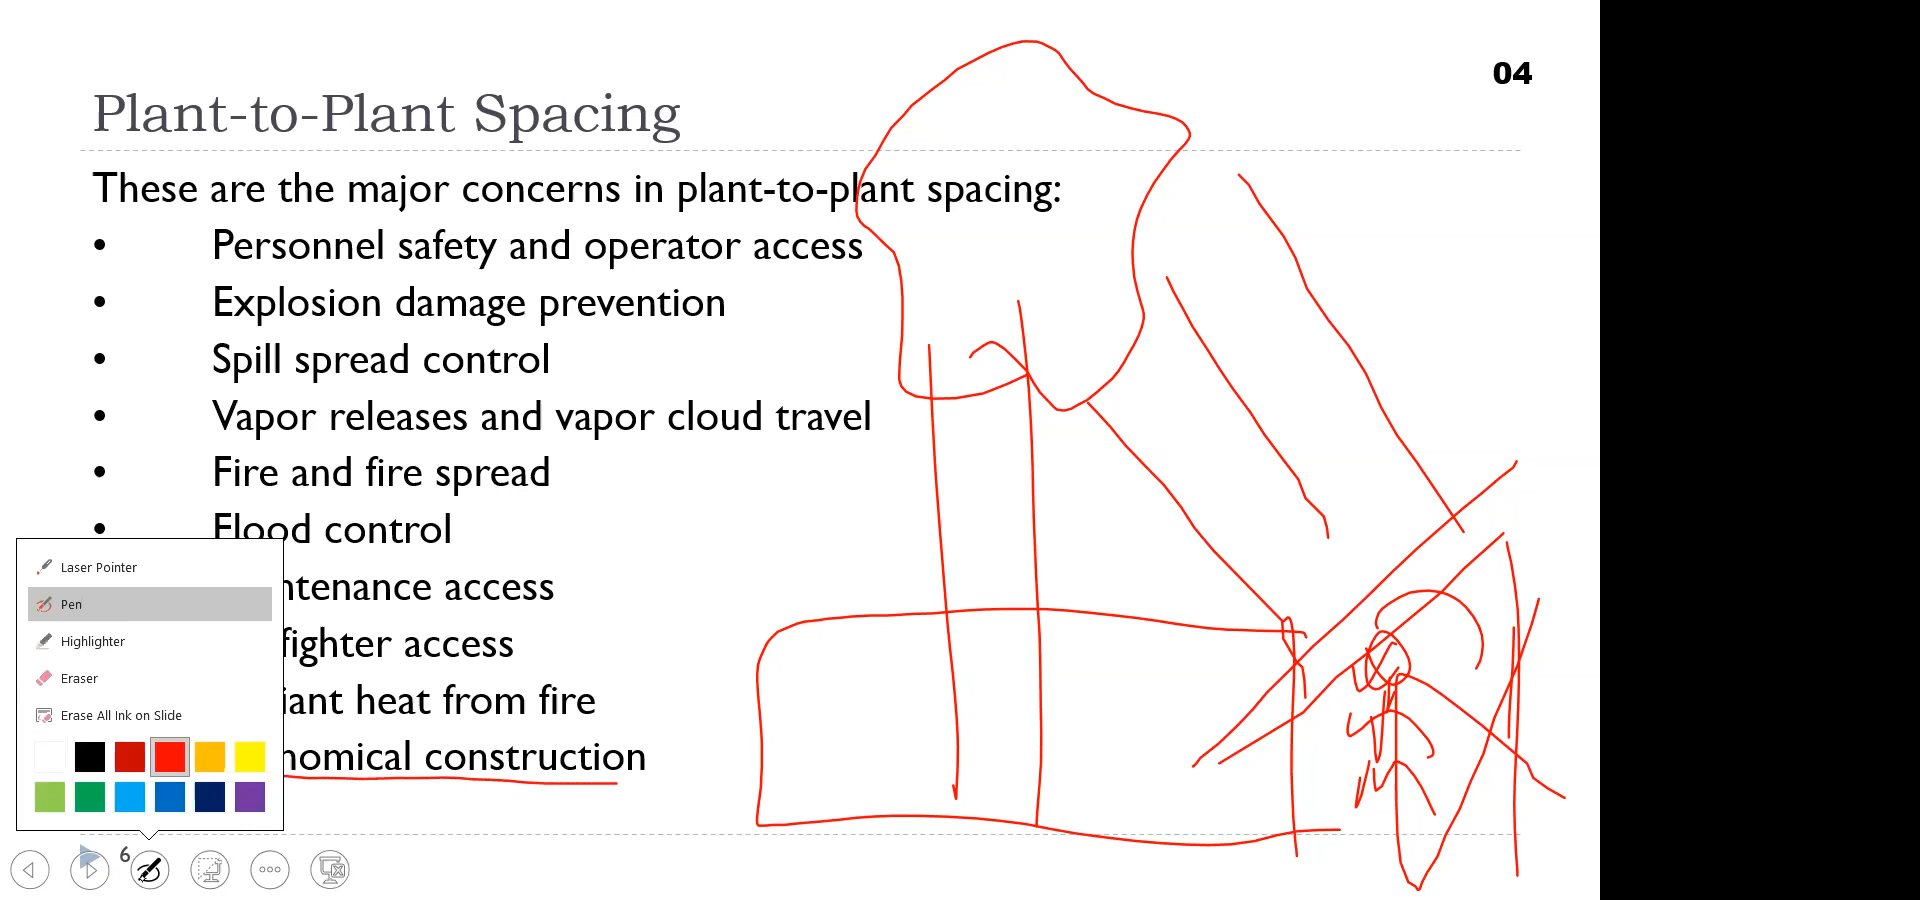 04
Plant-to-Plant Spacing
These are the major concerns in plant-to-plant spacing:
• Personnel safety and operator access
• Explosion damage prevention
• Spill spread control
• Vapor releases and vapor cloud travel
• Fire and fire spread
• Flood control
ntenance access
fighter access
iant heat from fire
nomical construction
Laser Pointer
Pen
Highlighter
Eraser
Erase All Ink on Slide
6